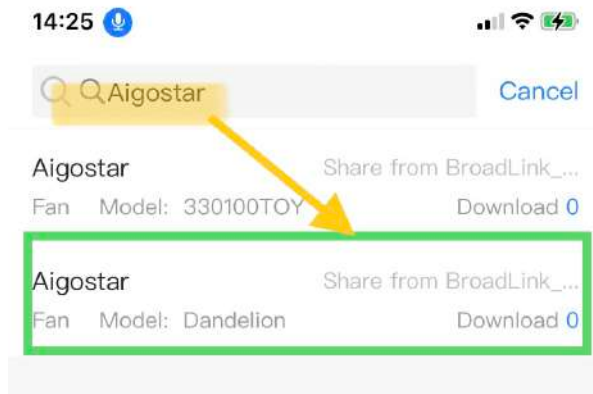 14:25
Aigostar
Cancel
Aigostar
Share from BroadLink_...
Fan Model: 330100TOY
Download 0
Aigostar
Share from BroadLink_...
Fan Model: Dandelion
Download 0